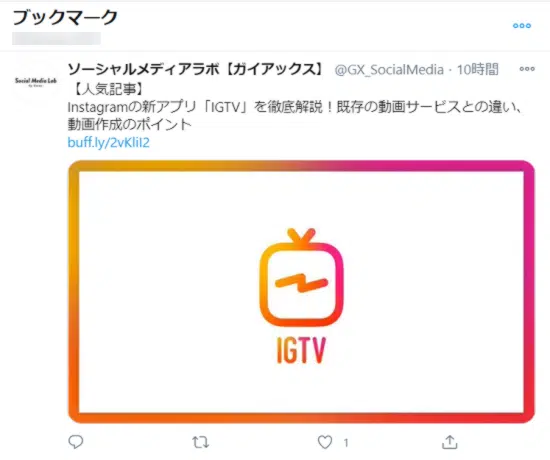 ブックマーク
ソーシャルメディアラボ【ガイアックス】 @GX_SocialMedia · 10時間
Social Media Lab
【人気記事】
Instagramの新アプリ「IGTV」を徹底解説！既存の動画サービスとの違い、
動画作成のポイント
buff.ly/2vKliI2
IGTV
1